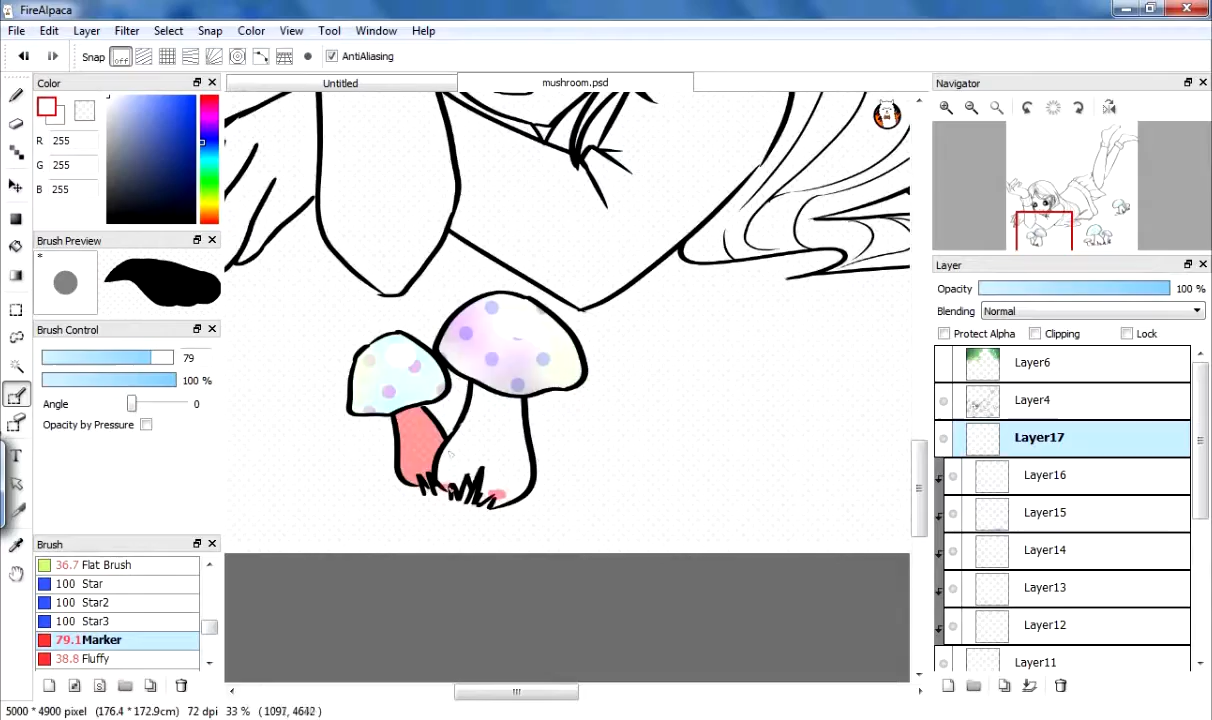 FireAlpaca
File Edit Layer Filter Select Snap Color View Tool Window Help
Snap off AntiAliasing
Color
R 255
G 255
B 255
Brush Preview
*
Brush Control
79
100 %
Angle 0
Opacity by Pressure
Brush
36.7 Flat Brush
100 Star
100 Star2
100 Star3
79.1 Marker
38.8 Fluffy
Untitled mushroom.psd
Navigator
Layer
Opacity 100 %
Blending Normal
Protect Alpha Clipping Lock
Layer6
Layer4
Layer17
Layer16
Layer15
Layer14
Layer13
Layer12
Layer11
5000 * 4900 pixel (176.4 * 172.9cm) 72 dpi 33 % (1097, 4642)